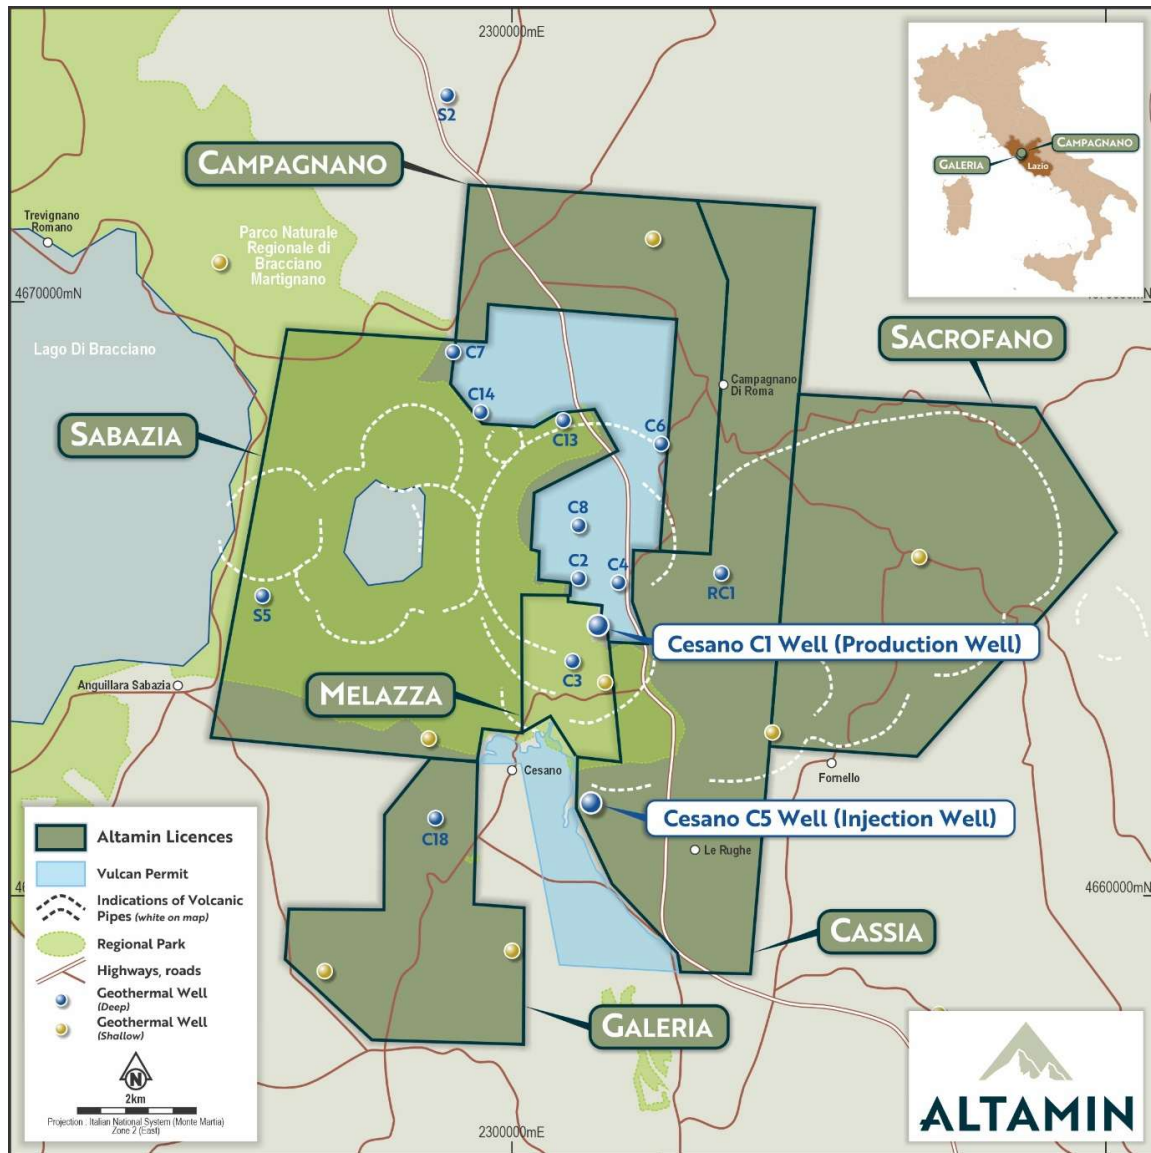 2300000mE
S2
CAMPAGNANO
CAMPAGNANO
GALERIA
Lazio
Trevignano
Romano
Parco Naturale
Regionale di
Bracciano
Martignano
4670000mN
Lago Di Bracciano
SACROFANO
C7
Campagnano
Di Roma
C14
SABAZIA
C13
C6
C8
C2
C4
RC1
S5
Cesano C1 Well (Production Well)
C3
Anguillara Sabazia
MELAZZA
Cesano
Fornello
Cesano C5 Well (Injection Well)
C18
Le Rughe
4660000mN
CASSIA
GALERIA
Altamin Licences
Vulcan Permit
Indications of Volcanic
Pipes (white on map)
Regional Park
Highways, roads
Geothermal Well
(Deep)
Geothermal Well
(Shallow)
N
2km
Projection : Italian National System (Monte Martia)
Zone 2 (East)
2300000mE
ALTAMIN